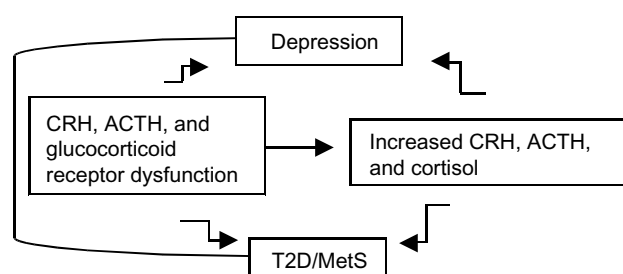 Depression
CRH, ACTH, and
glucocorticoid
receptor dysfunction
Increased CRH, ACTH,
and cortisol
T2D/MetS